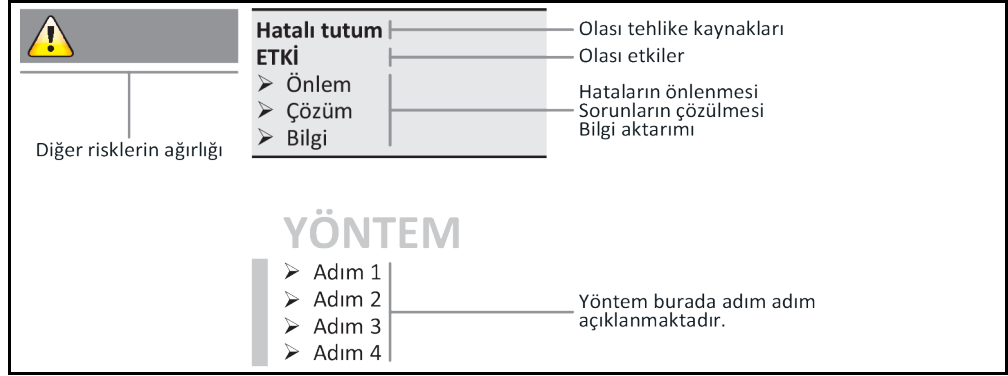 Hatalı tutum
ETKİ
➢ Önlem
➢ Çözüm
➢ Bilgi
Olası tehlike kaynakları
Olası etkiler
Hataların önlenmesi
Sorunların çözülmesi
Bilgi aktarımı
Diğer risklerin ağırlığı
YÖNTEM
➢ Adım 1
➢ Adım 2
➢ Adım 3
➢ Adım 4
Yöntem burada adım adım
açıklanmaktadır.